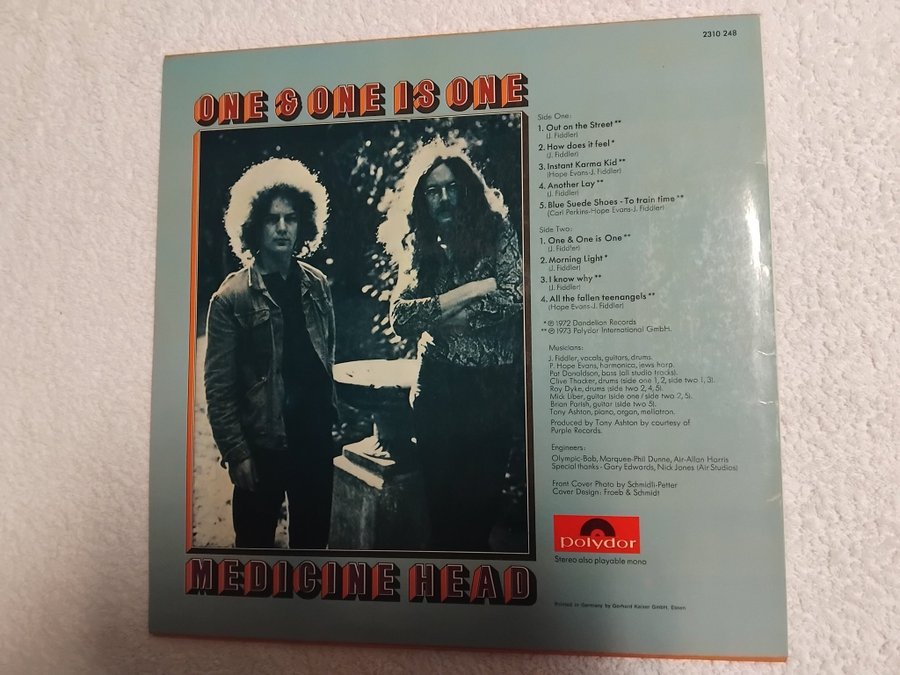 2310 248
ONE & ONE IS ONE
Side One:
1. Out on the Street**
(J. Fiddler)
2. How does it feel*
(J. Fiddler)
3. Instant Karma Kid**
(Hope Evans-J. Fiddler)
4. Another Lay**
(J. Fiddler)
5. Blue Suede Shoes - To train time**
(Carl Perkins-Hope Evans-J. Fiddler)
Side Two:
1. One & One is One**
(J. Fiddler)
2. Morning Light*
(J. Fiddler)
3. I know why**
(J. Fiddler)
4. All the fallen teenangels**
(Hope Evans-J. Fiddler)
* ℗ 1972 Dandelion Records
** ℗ 1973 Polydor International GmbH.
Musicians:
J. Fiddler, vocals, guitars, drums.
P. Hope Evans, harmonica, jews harp.
Pat Donaldson, bass (all studio tracks).
Clive Thacker, drums (side one 1, 2, side two 1, 3).
Roy Dyke, drums (side two 2, 4, 5).
Mick Liber, guitar (side one / side two 2, 5).
Brian Parish, guitar (side two 5).
Tony Ashton, piano, organ, mellotron.
Produced by Tony Ashton by courtesy of
Purple Records.
Engineers:
Olympic-Bob, Marquee-Phil Dunne, Air-Allan Harris
Special thanks - Gary Edwards, Nick Jones (Air Studios)
Front Cover Photo by Schmidli-Petter
Cover Design: Froeb & Schmidt
polydor
Stereo also playable mono
MEDICINE HEAD
Printed in Germany by Gerhard Kaiser GmbH, Essen